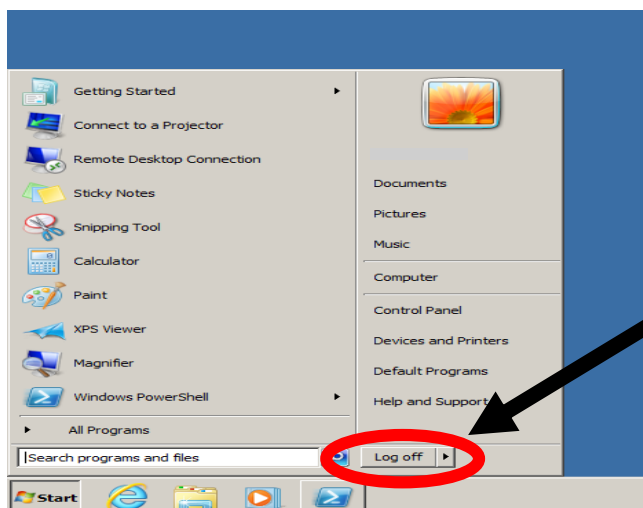 Getting Started
Connect to a Projector
Remote Desktop Connection
Sticky Notes
Snipping Tool
Calculator
Paint
XPS Viewer
Magnifier
Windows PowerShell
All Programs
Search programs and files
Documents
Pictures
Music
Computer
Control Panel
Devices and Printers
Default Programs
Help and Support
Log off
Start